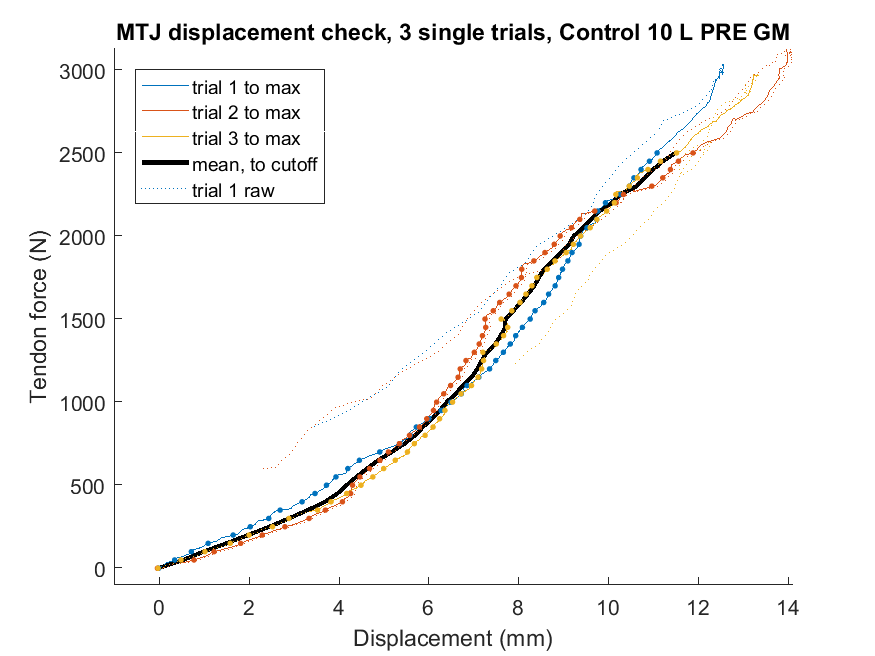 MTJ displacement check, 3 single trials, Control 10 L PRE GM
trial 1 to max
trial 2 to max
trial 3 to max
mean, to cutoff
trial 1 raw
3000
2500
2000
1500
1000
500
0
Tendon force (N)
0 2 4 6 8 10 12 14
Displacement (mm)